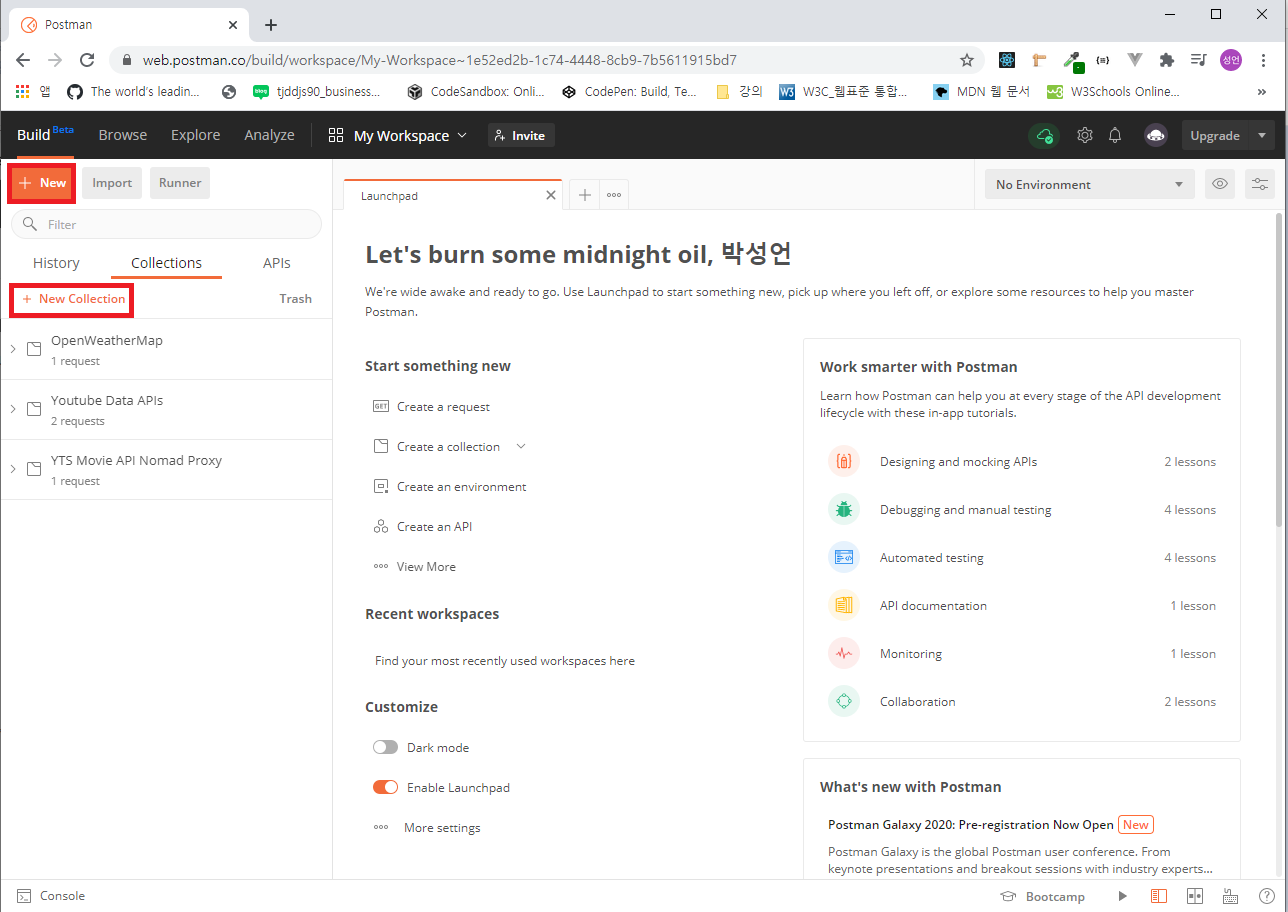 Postman
web.postman.co/build/workspace/My-Workspace~1e52ed2b-1c74-4448-8cb9-7b5611915bd7
성언
앱 The world's leadin... tjddjs90_business... CodeSandbox: Onli... CodePen: Build, Te... 강의 W3C_웹표준 통합... MDN 웹 문서 W3Schools Online... »
Build Beta Browse Explore Analyze My Workspace Invite Upgrade
+ New Import Runner
Launchpad
No Environment
Filter
History Collections APIs
+ New Collection Trash
OpenWeatherMap
1 request
Youtube Data APIs
2 requests
YTS Movie API Nomad Proxy
1 request
Let's burn some midnight oil, 박성언
We're wide awake and ready to go. Use Launchpad to start something new, pick up where you left off, or explore some resources to help you master
Postman.
Start something new
GET Create a request
Create a collection
Create an environment
Create an API
View More
Recent workspaces
Find your most recently used workspaces here
Customize
Dark mode
Enable Launchpad
More settings
Work smarter with Postman
Learn how Postman can help you at every stage of the API development
lifecycle with these in-app tutorials.
Designing and mocking APIs 2 lessons
Debugging and manual testing 4 lessons
Automated testing 4 lessons
API documentation 1 lesson
Monitoring 1 lesson
Collaboration 2 lessons
What's new with Postman
Postman Galaxy 2020: Pre-registration Now Open New
Postman Galaxy is the global Postman user conference. From
keynote presentations and breakout sessions with industry experts...
Console
Bootcamp